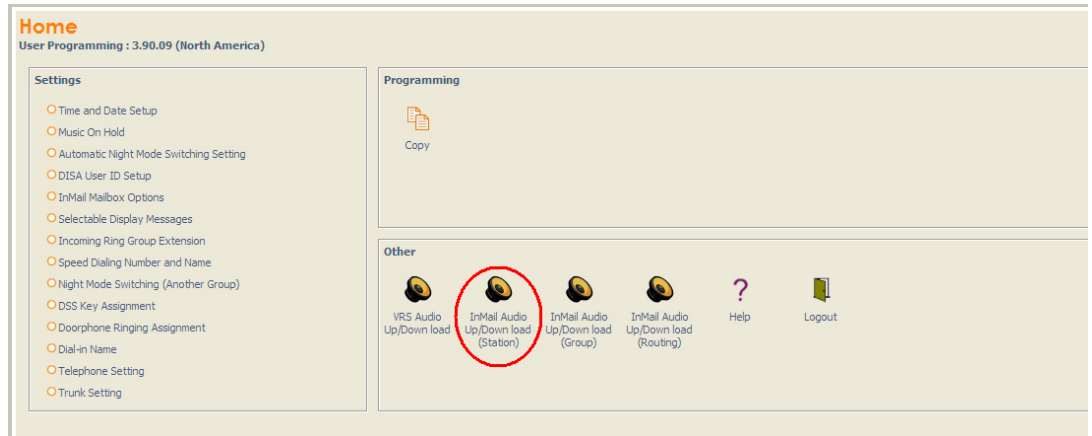 Home
User Programming : 3.90.09 (North America)
Settings
Time and Date Setup
Music On Hold
Automatic Night Mode Switching Setting
DISA User ID Setup
InMail Mailbox Options
Selectable Display Messages
Incoming Ring Group Extension
Speed Dialing Number and Name
Night Mode Switching (Another Group)
DSS Key Assignment
Doorphone Ringing Assignment
Dial-in Name
Telephone Setting
Trunk Setting
Programming
Copy
Other
VRS Audio
Up/Down load
InMail Audio
Up/Down load
(Station)
InMail Audio
Up/Down load
(Group)
InMail Audio
Up/Down load
(Routing)
Help
Logout